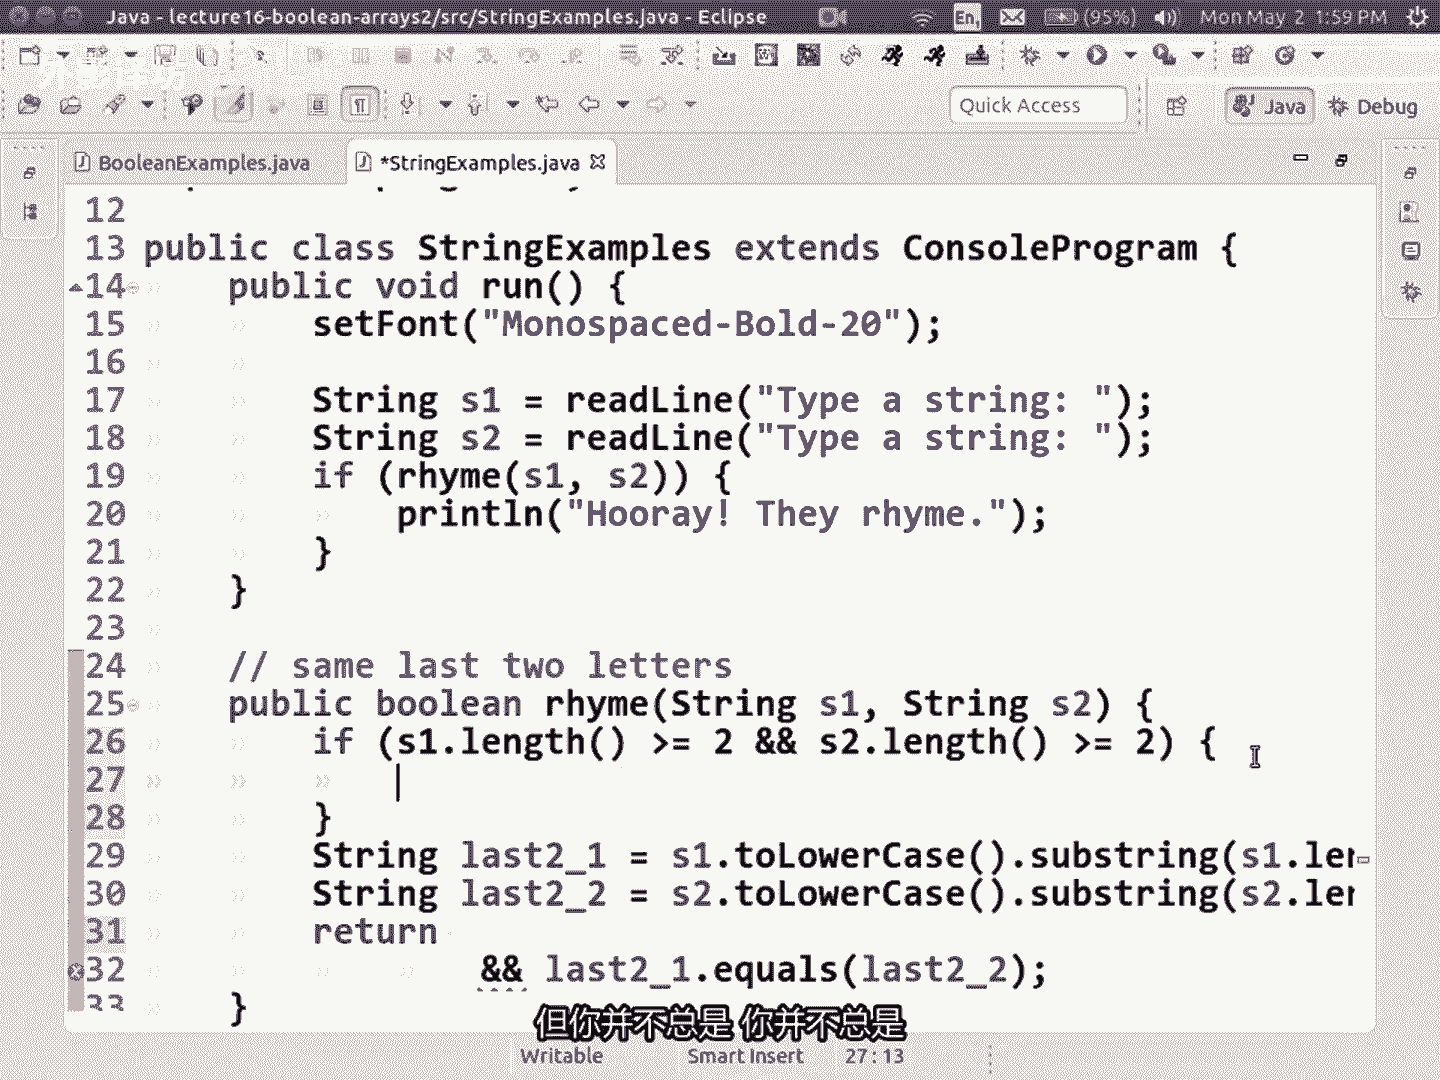 Java - lecture16-boolean-arrays2/src/StringExamples.java - Eclipse
En
(95%)
Mon May 2 1:59 PM
Quick Access
Java
Debug
BooleanExamples.java
*StringExamples.java
12
13 public class StringExamples extends ConsoleProgram {
14 public void run() {
15 setFont("Monospaced-Bold-20");
16
17 String s1 = readLine("Type a string: ");
18 String s2 = readLine("Type a string: ");
19 if (rhyme(s1, s2)) {
20 println("Hooray! They rhyme.");
21 }
22 }
23
24 // same last two letters
25 public boolean rhyme(String s1, String s2) {
26 if (s1.length() >= 2 && s2.length() >= 2) {
27
28 }
29 String last2_1 = s1.toLowerCase().substring(s1.ler
30 String last2_2 = s2.toLowerCase().substring(s2.ler
31 return
32 && last2_1.equals(last2_2);
33 }
但你并不总是 你并不总是
Writable
Smart Insert
27:13